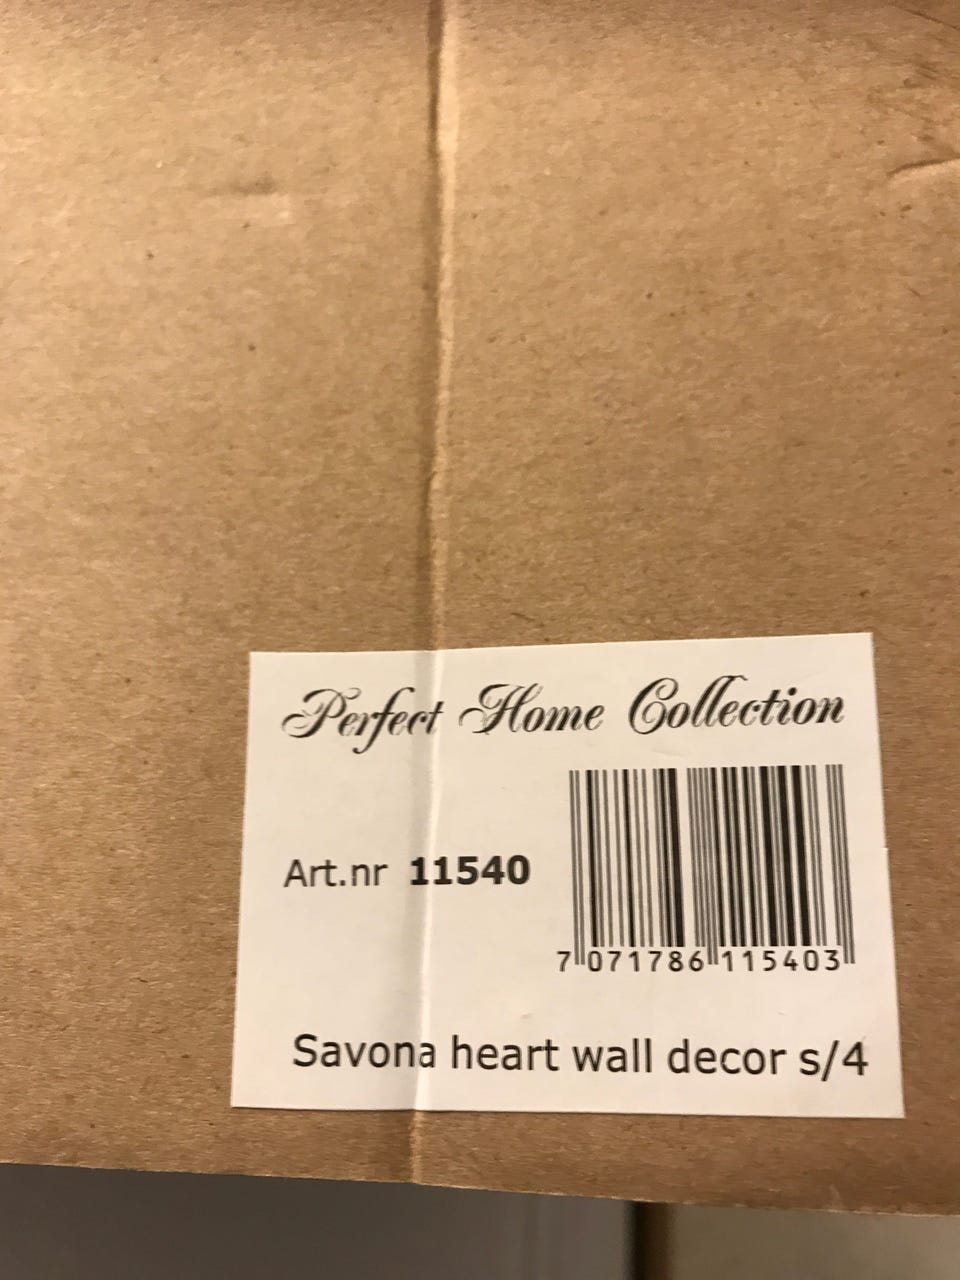 Perfect Home Collection
Art.nr 11540
7 071786 115403
Savona heart wall decor s/4